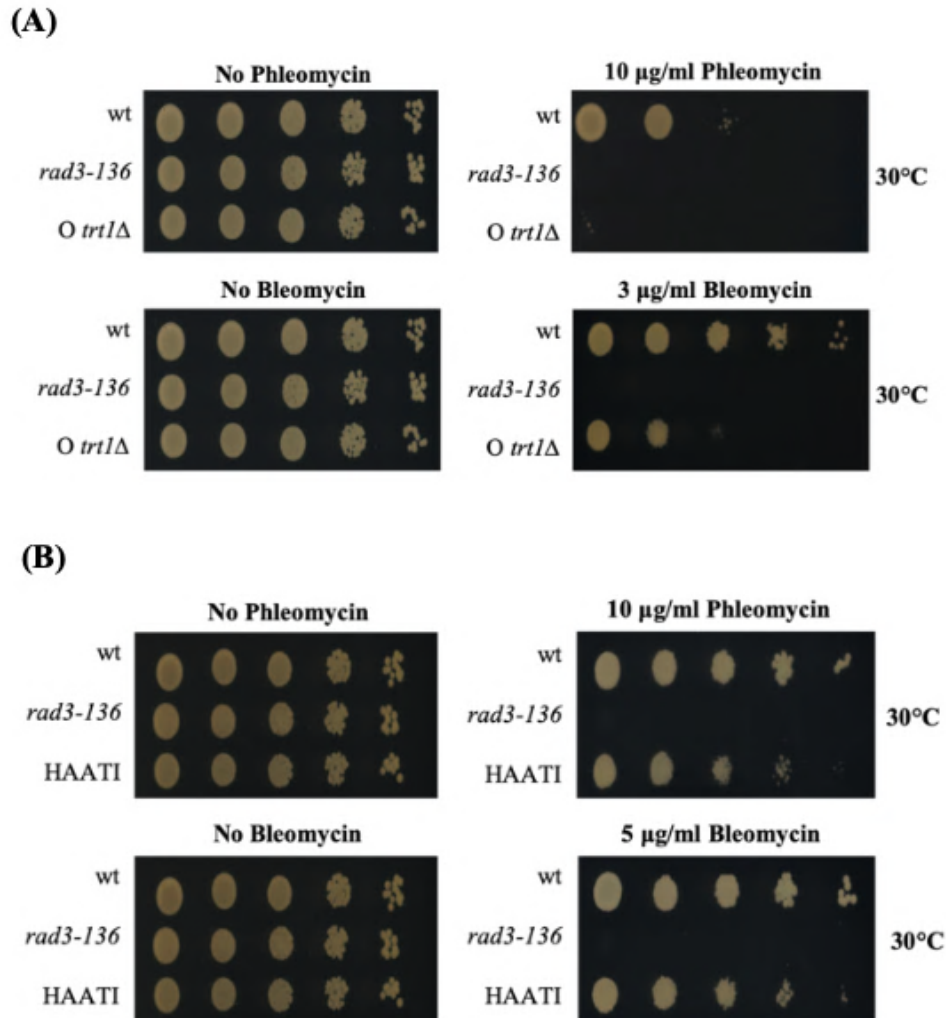 (A)
No Phleomycin
10 µg/ml Phleomycin
wt
wt
rad3-136
rad3-136
30°C
O trt1Δ
O trt1Δ
No Bleomycin
3 µg/ml Bleomycin
wt
wt
rad3-136
rad3-136
30°C
O trt1Δ
O trt1Δ
(B)
No Phleomycin
10 µg/ml Phleomycin
wt
wt
rad3-136
rad3-136
30°C
HAATI
HAATI
No Bleomycin
5 µg/ml Bleomycin
wt
wt
rad3-136
rad3-136
30°C
HAATI
HAATI